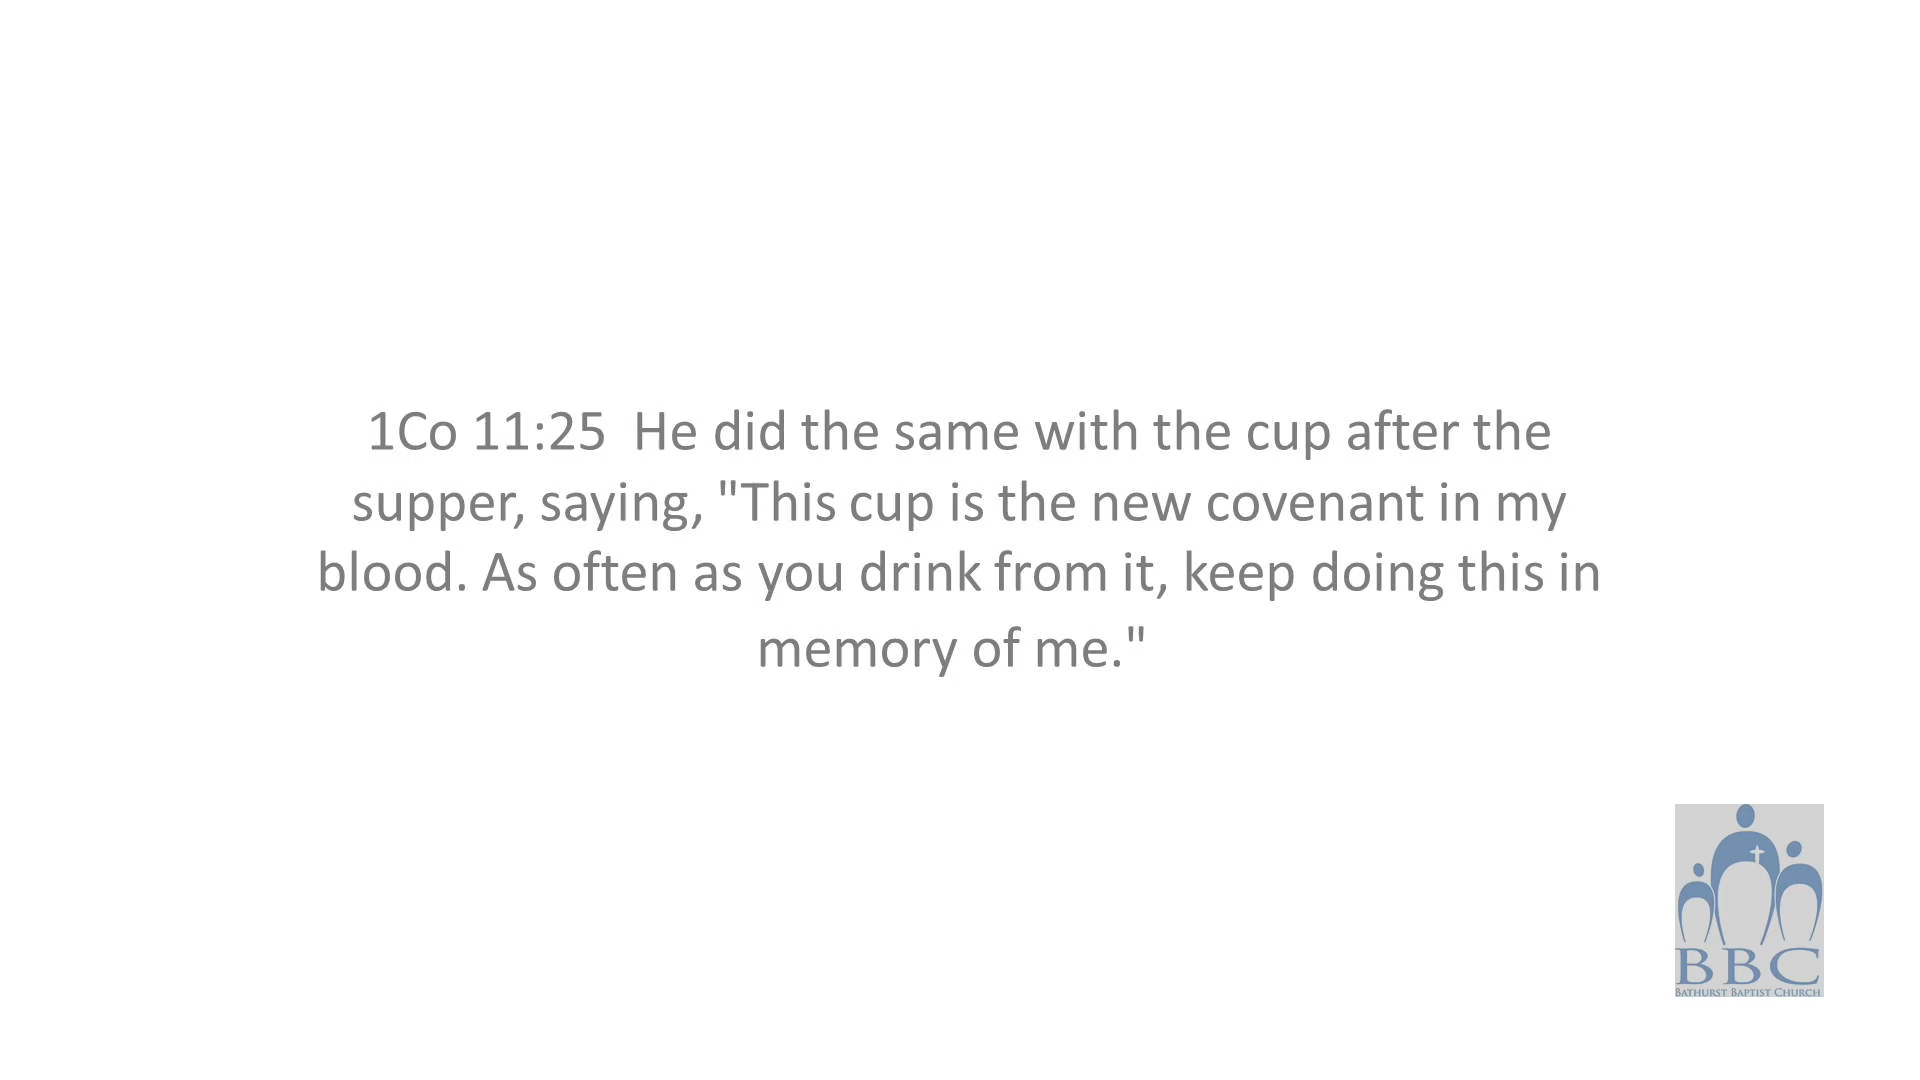 1Co 11:25  He did the same with the cup after the
supper, saying, "This cup is the new covenant in my
blood. As often as you drink from it, keep doing this in
memory of me."
BBC
BATHURST BAPTIST CHURCH